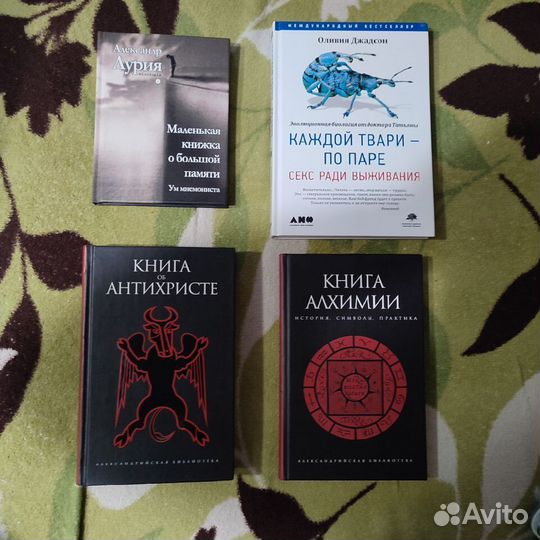 Александр
Лурия
Маленькая
книжка
о большой
памяти
Ум мнемониста
МЕЖДУНАРОДНЫЙ БЕСТСЕЛЛЕР
Оливия Джадсон
Эволюционная биология от доктора Татьяны
КАЖДОЙ ТВАРИ —
ПО ПАРЕ
СЕКС РАДИ ВЫЖИВАНИЯ
КНИГА
ОБ
АНТИХРИСТЕ
АЛЕКСАНДРИЙСКАЯ БИБЛИОТЕКА
КНИГА
АЛХИМИИ
ИСТОРИЯ, СИМВОЛЫ, ПРАКТИКА
АЛЕКСАНДРИЙСКАЯ БИБЛИОТЕКА
Avito